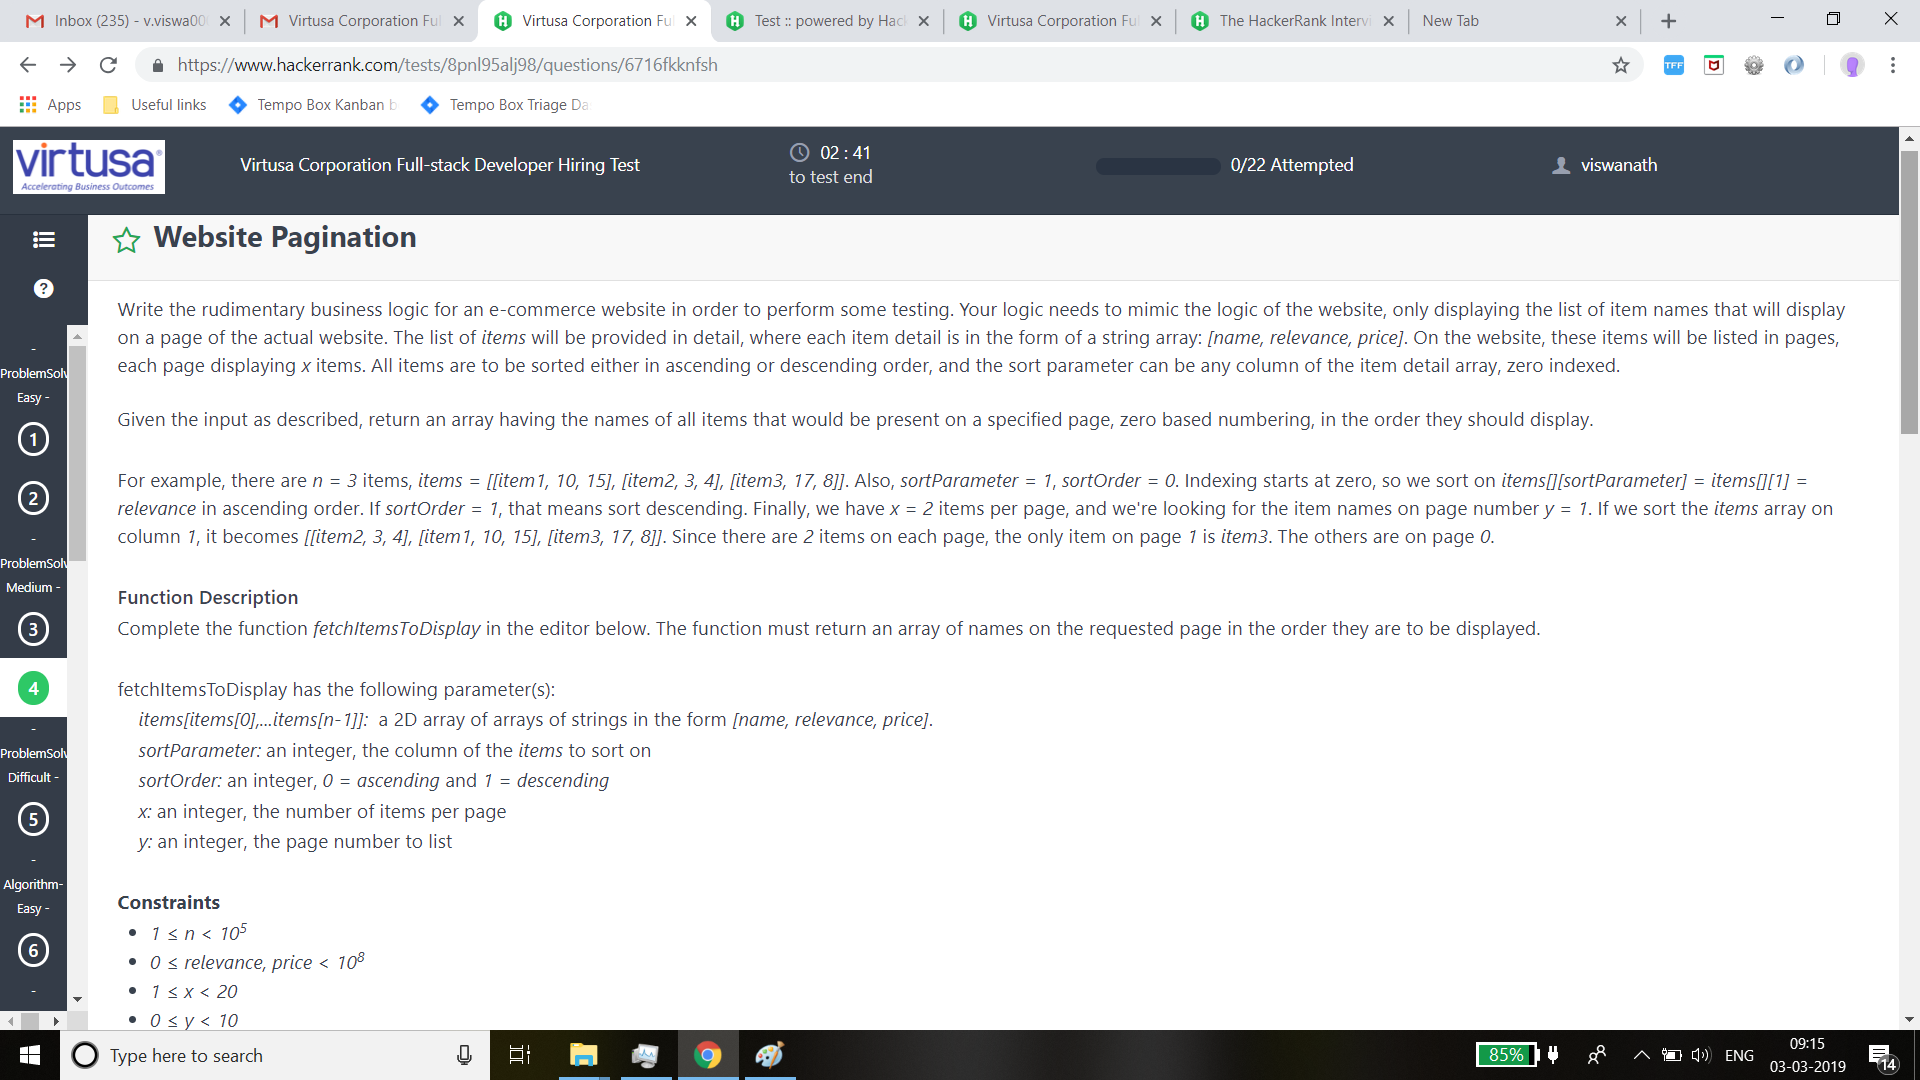 Inbox (235) - v.viswa00
Virtusa Corporation Ful
Virtusa Corporation Ful
Test :: powered by Hack
Virtusa Corporation Ful
The HackerRank Intervi
New Tab
https://www.hackerrank.com/tests/8pnl95alj98/questions/6716fkknfsh
TFF
Apps
Useful links
Tempo Box Kanban b
Tempo Box Triage Da
virtusa
Accelerating Business Outcomes
Virtusa Corporation Full-stack Developer Hiring Test
02 : 41
to test end
0/22 Attempted
viswanath
Website Pagination
Write the rudimentary business logic for an e-commerce website in order to perform some testing. Your logic needs to mimic the logic of the website, only displaying the list of item names that will display
on a page of the actual website. The list of items will be provided in detail, where each item detail is in the form of a string array: [name, relevance, price]. On the website, these items will be listed in pages,
each page displaying x items. All items are to be sorted either in ascending or descending order, and the sort parameter can be any column of the item detail array, zero indexed.
Given the input as described, return an array having the names of all items that would be present on a specified page, zero based numbering, in the order they should display.
For example, there are n = 3 items, items = [[item1, 10, 15], [item2, 3, 4], [item3, 17, 8]]. Also, sortParameter = 1, sortOrder = 0. Indexing starts at zero, so we sort on items[][sortParameter] = items[][1] =
relevance in ascending order. If sortOrder = 1, that means sort descending. Finally, we have x = 2 items per page, and we're looking for the item names on page number y = 1. If we sort the items array on
column 1, it becomes [[item2, 3, 4], [item1, 10, 15], [item3, 17, 8]]. Since there are 2 items on each page, the only item on page 1 is item3. The others are on page 0.
Function Description
Complete the function fetchItemsToDisplay in the editor below. The function must return an array of names on the requested page in the order they are to be displayed.
fetchItemsToDisplay has the following parameter(s):
items[items[0],...items[n-1]]: a 2D array of arrays of strings in the form [name, relevance, price].
sortParameter: an integer, the column of the items to sort on
sortOrder: an integer, 0 = ascending and 1 = descending
x: an integer, the number of items per page
y: an integer, the page number to list
Constraints
1 ≤ n < 10⁵
0 ≤ relevance, price < 10⁸
1 ≤ x < 20
0 ≤ y < 10
-
ProblemSolv
Easy -
1
2
-
ProblemSolv
Medium -
3
4
-
ProblemSolv
Difficult -
5
-
Algorithm-
Easy -
6
-
Type here to search
85%
ENG
09:15
03-03-2019
14